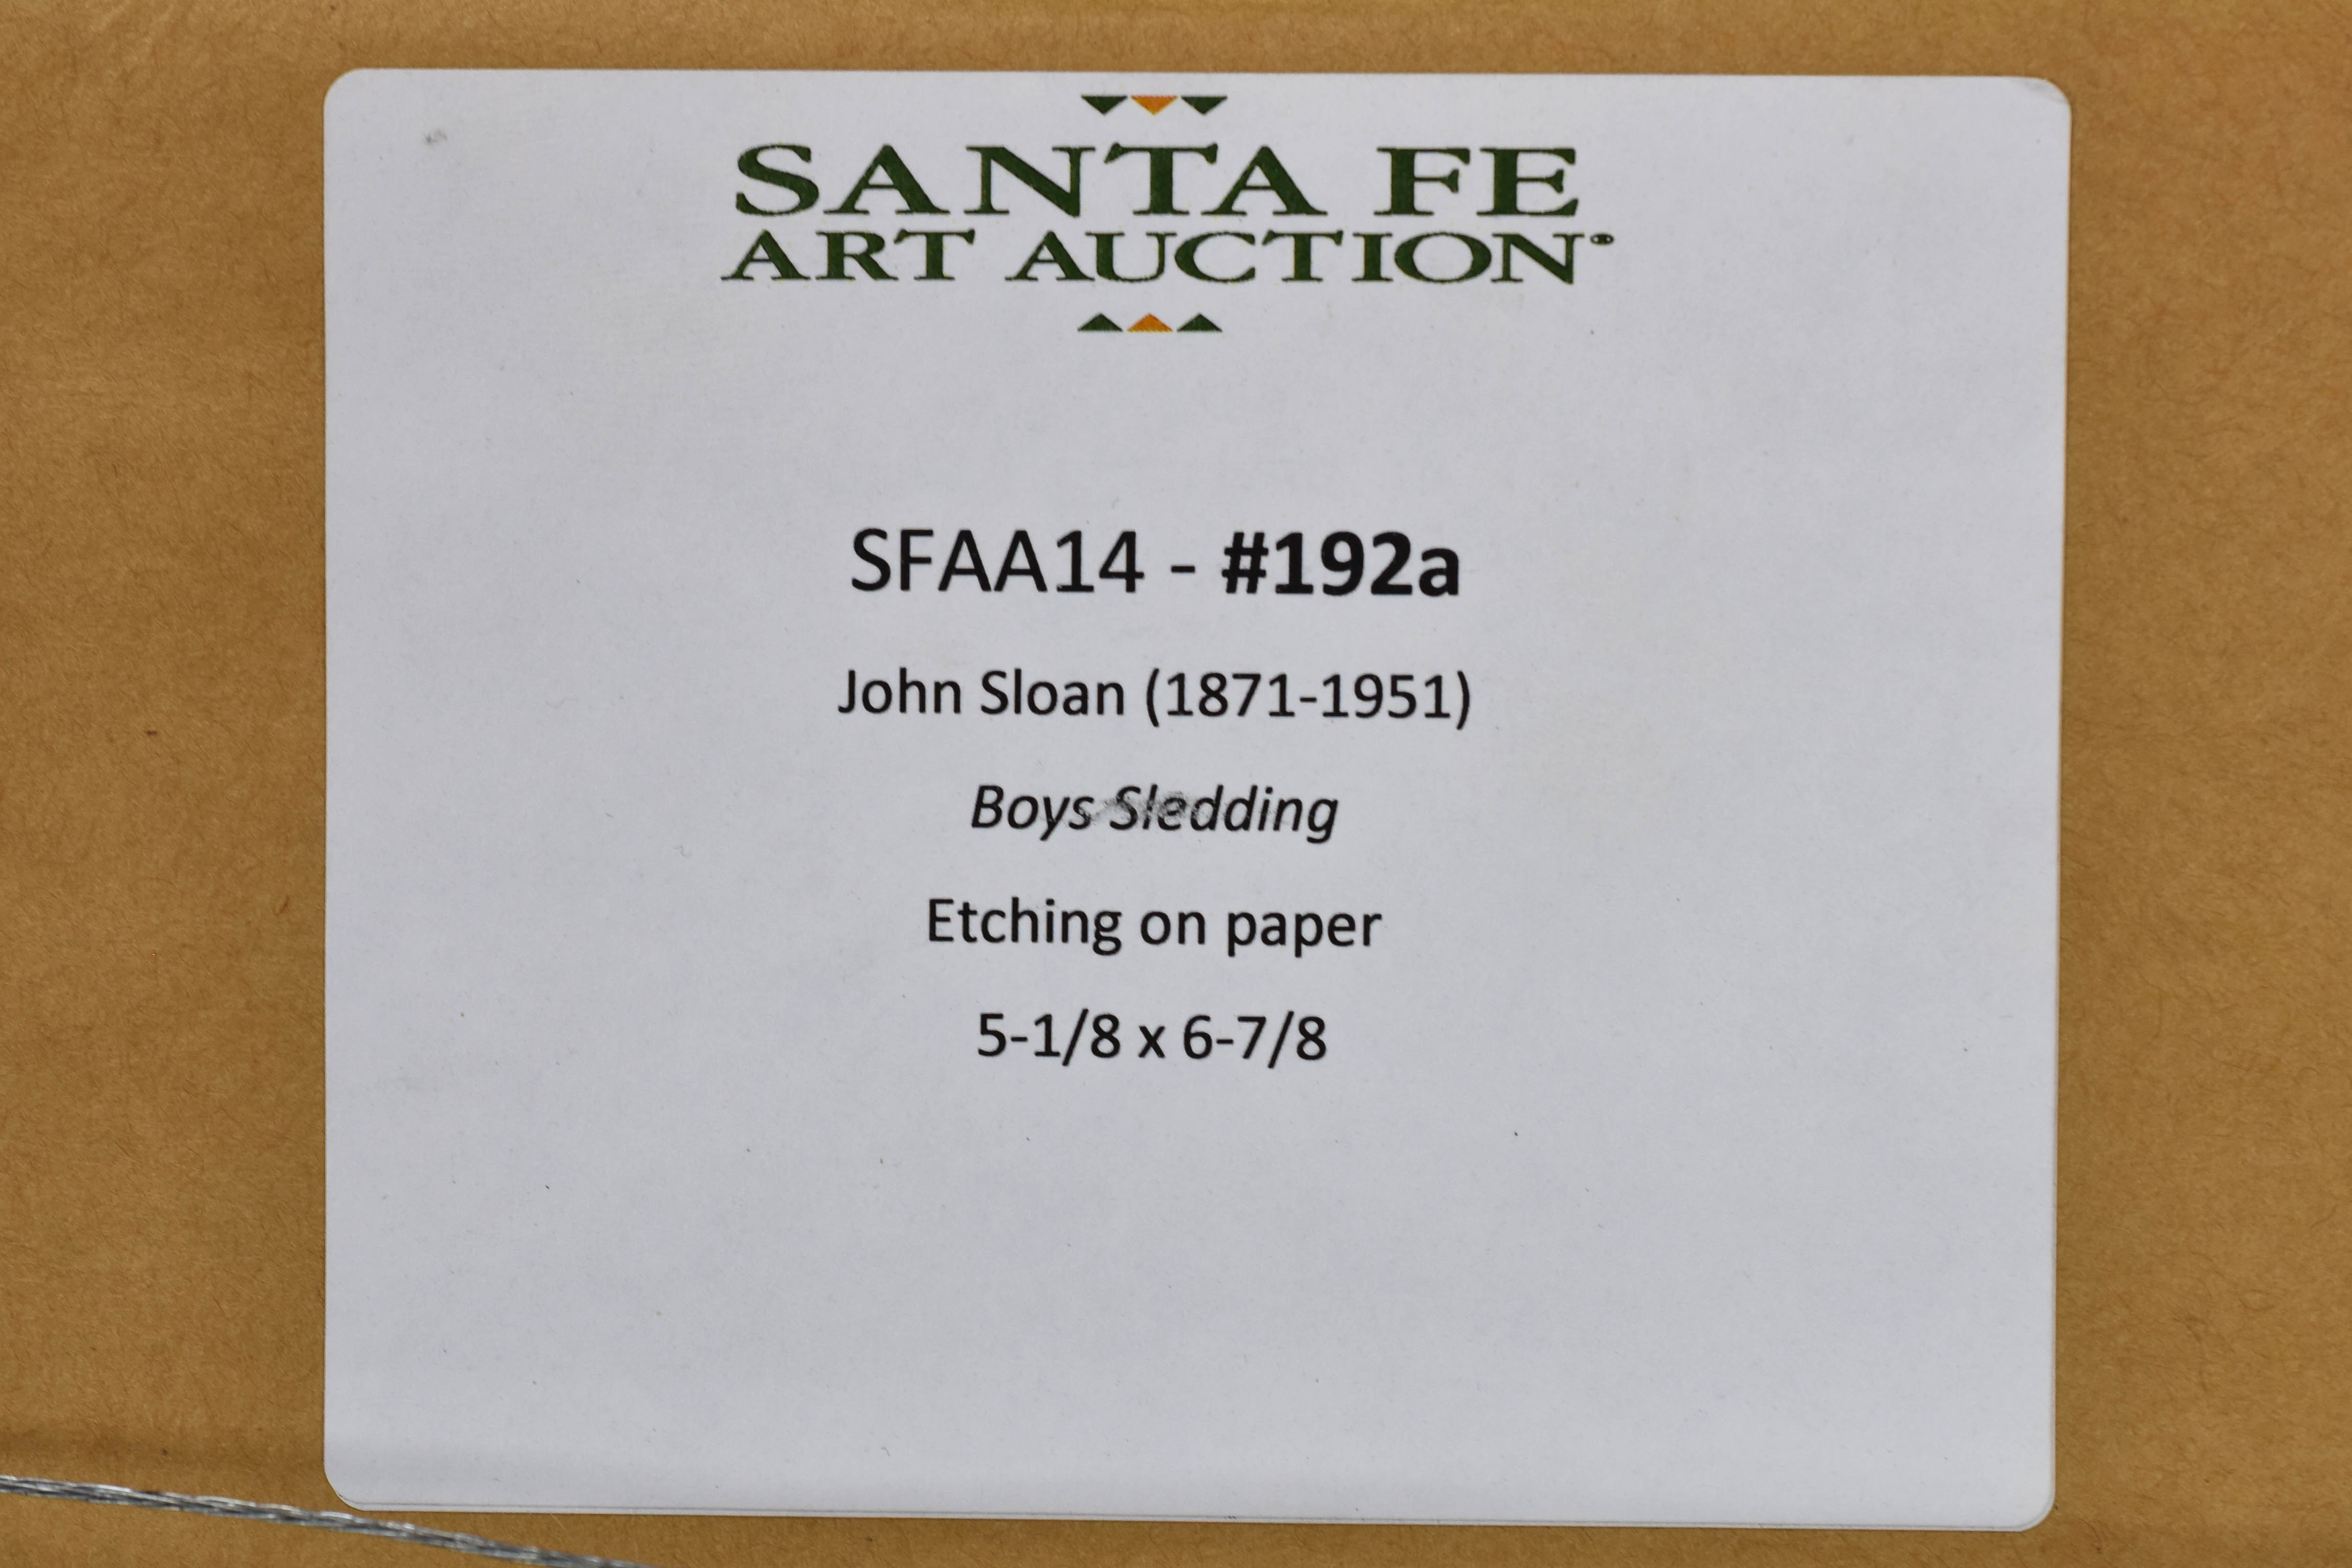 SANTA FE
ART AUCTION®
SFAA14 - #192a
John Sloan (1871-1951)
Boys Sledding
Etching on paper
5-1/8 x 6-7/8